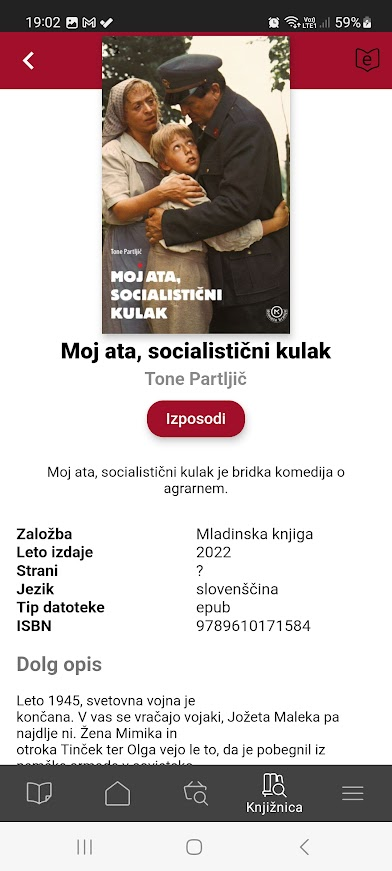 19:02
59%
e
Tone Partljič
MOJ ATA,
SOCIALISTIČNI
KULAK
Moj ata, socialistični kulak
Tone Partljič
Izposodi
Moj ata, socialistični kulak je bridka komedija o
agrarnem.
Založba Mladinska knjiga
Leto izdaje 2022
Strani ?
Jezik slovenščina
Tip datoteke epub
ISBN 9789610171584
Dolg opis
Leto 1945, svetovna vojna je
končana. V vas se vračajo vojaki, Jožeta Maleka pa
najdlje ni. Žena Mimika in
otroka Tinček ter Olga vejo le to, da je pobegnil iz
Knjižnica